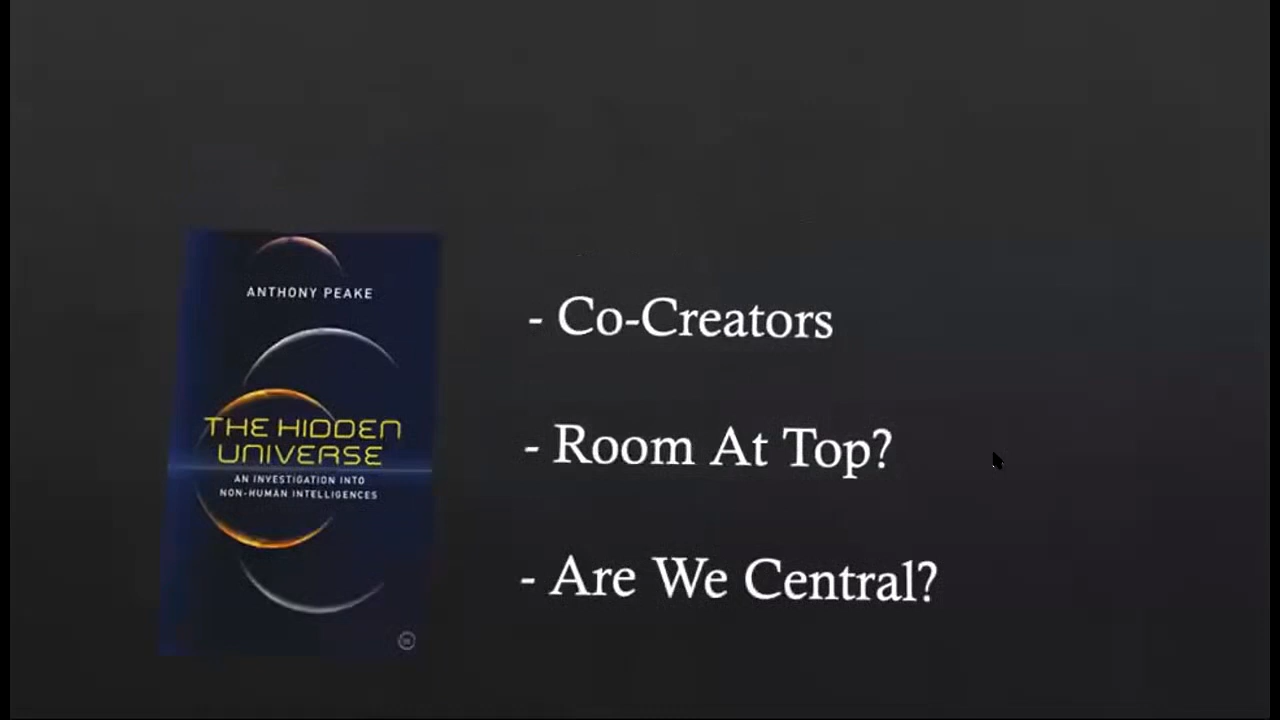 ANTHONY PEAKE
THE HIDDEN
UNIVERSE
AN INVESTIGATION INTO
NON-HUMAN INTELLIGENCES
- Co-Creators
- Room At Top?
- Are We Central?